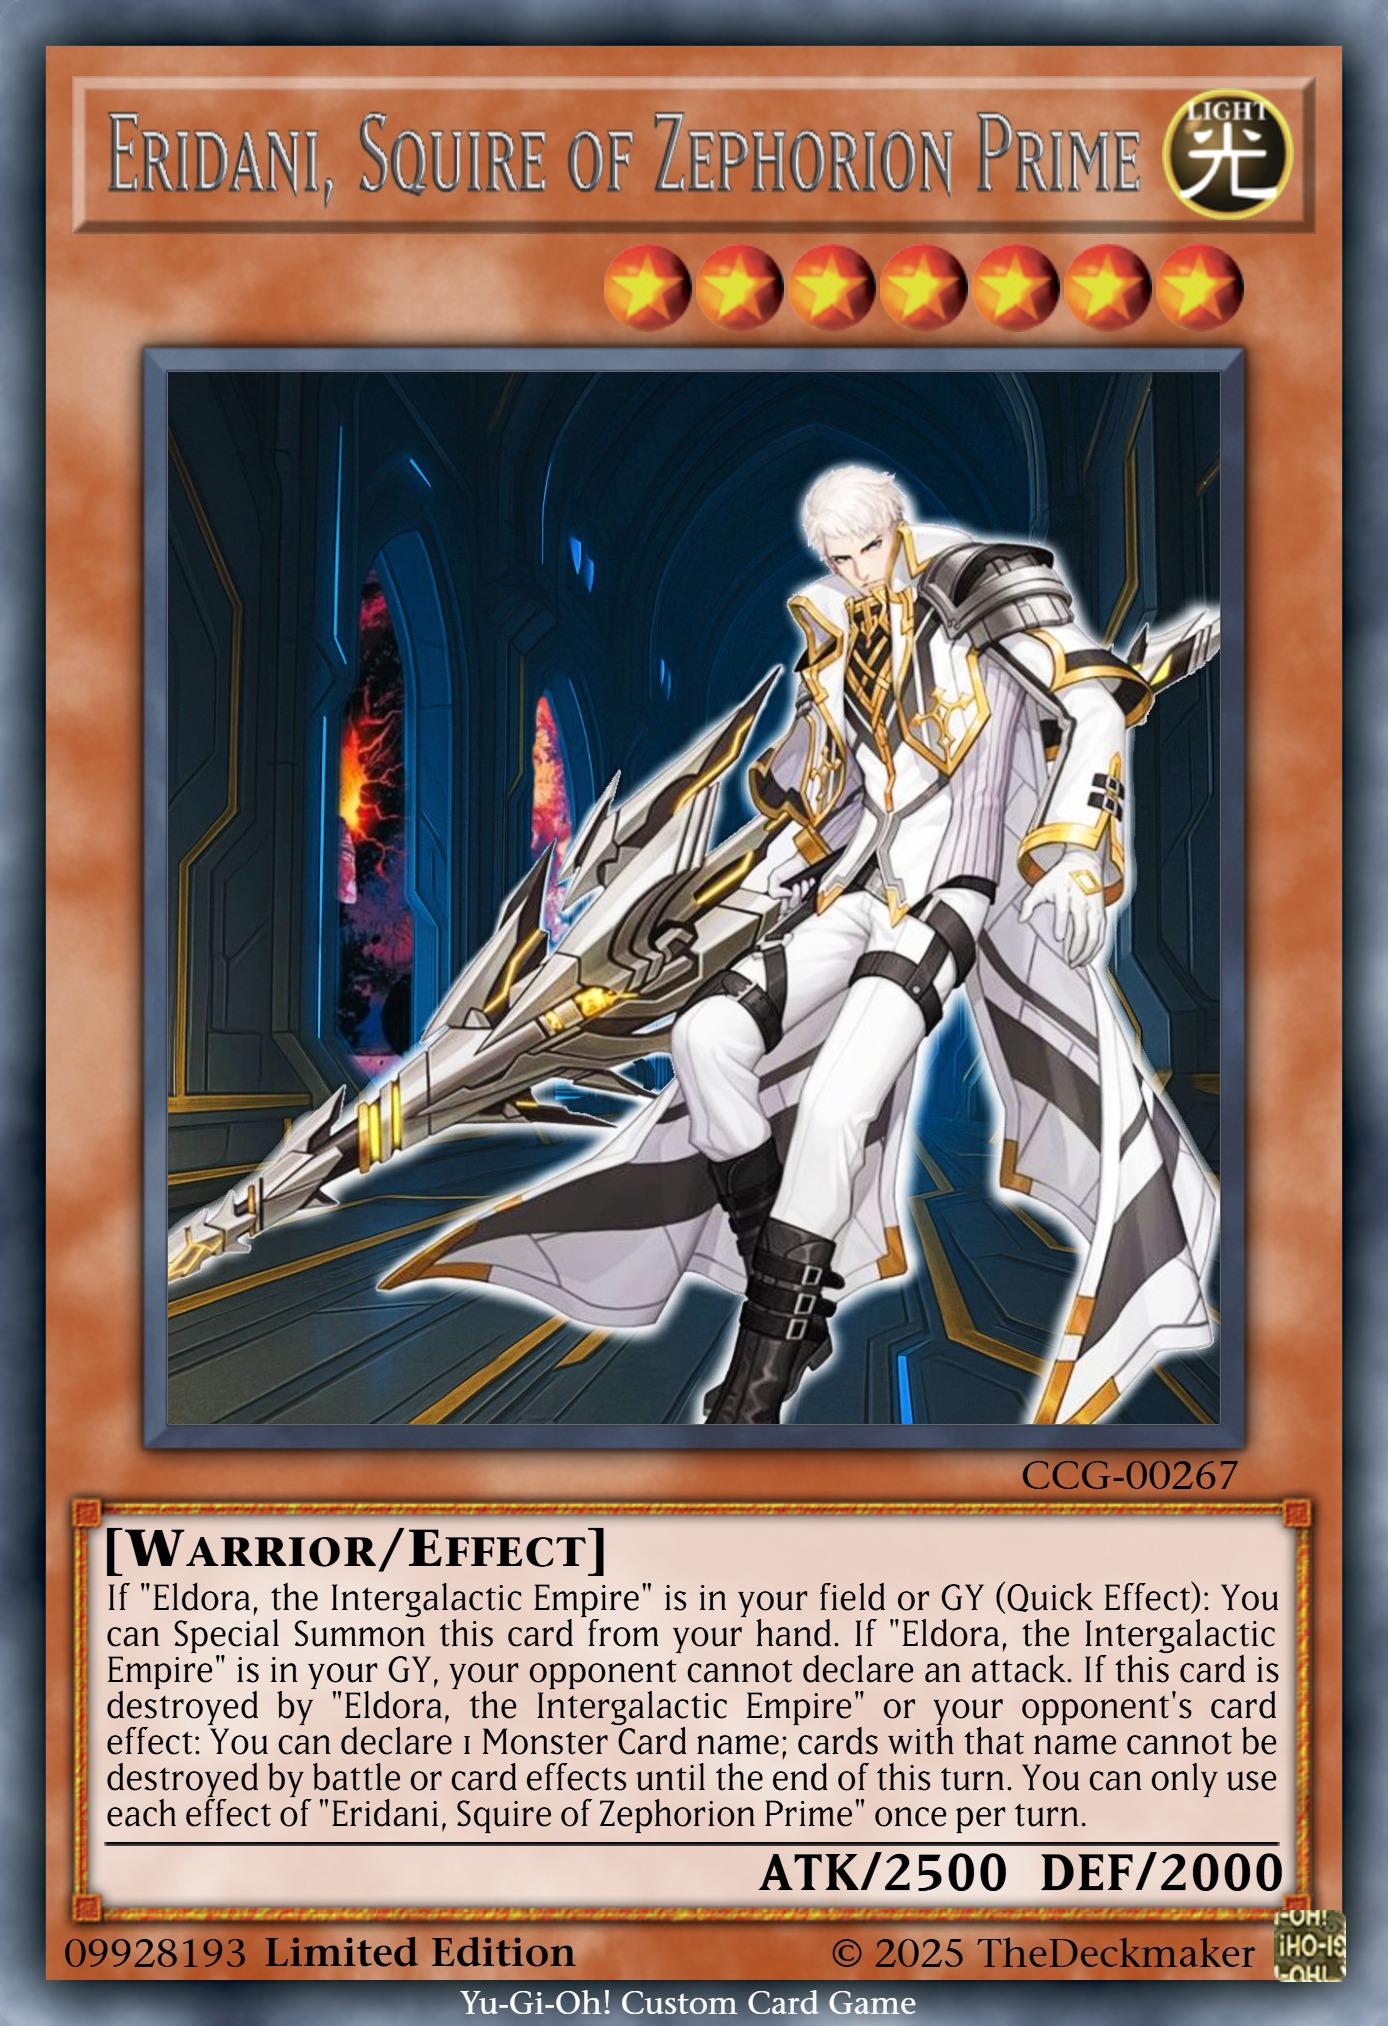 Eridani, Squire of Zephorion Prime
LIGHT
光
CCG-00267
[Warrior/Effect]
If "Eldora, the Intergalactic Empire" is in your field or GY (Quick Effect): You
can Special Summon this card from your hand. If "Eldora, the Intergalactic
Empire" is in your GY, your opponent cannot declare an attack. If this card is
destroyed by "Eldora, the Intergalactic Empire" or your opponent's card
effect: You can declare 1 Monster Card name; cards with that name cannot be
destroyed by battle or card effects until the end of this turn. You can only use
each effect of "Eridani, Squire of Zephorion Prime" once per turn.
ATK/2500 DEF/2000
09928193 Limited Edition
© 2025 TheDeckmaker
Yu-Gi-Oh! Custom Card Game